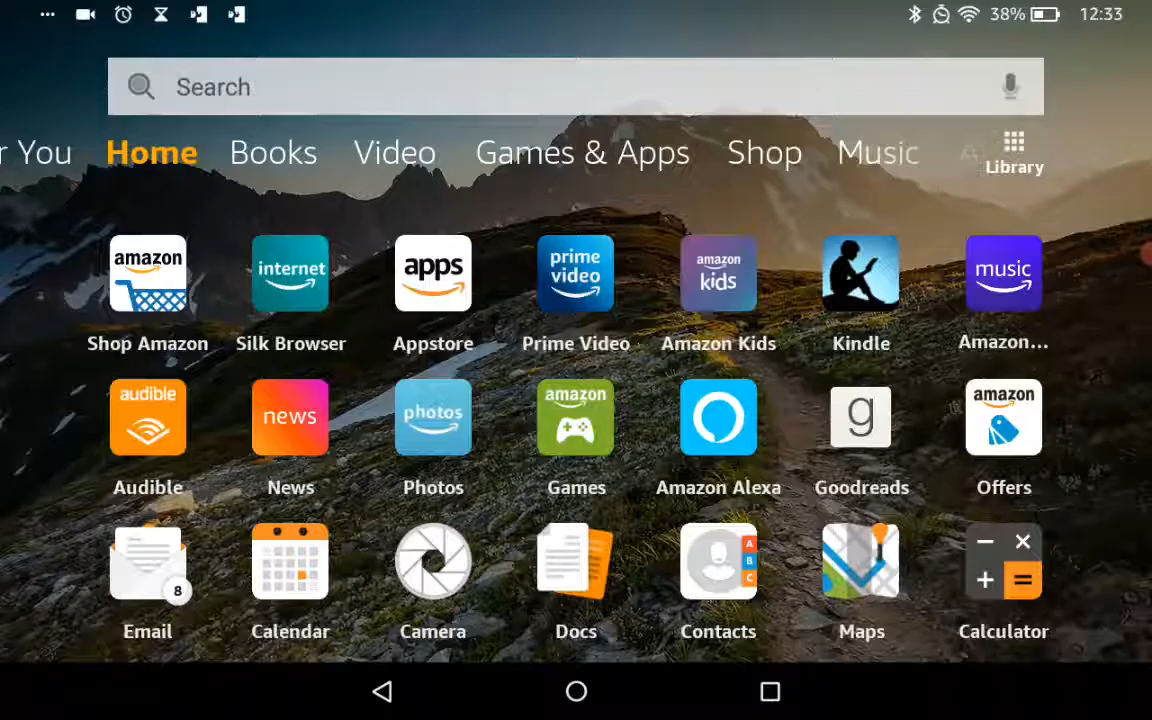 38% 12:33
Search
r You Home Books Video Games & Apps Shop Music
Library
amazon internet apps prime video amazon kids music
Shop Amazon Silk Browser Appstore Prime Video Amazon Kids Kindle Amazon...
audible news photos amazon g amazon
Audible News Photos Games Amazon Alexa Goodreads Offers
8 A B C − × + =
Email Calendar Camera Docs Contacts Maps Calculator